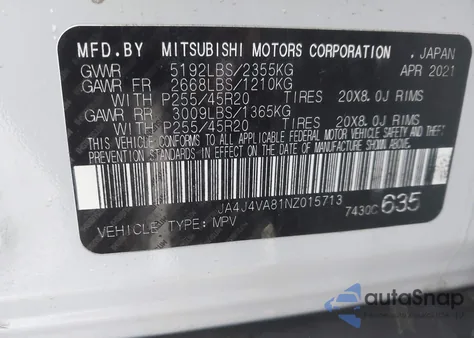 MFD.BY MITSUBISHI MOTORS CORPORATION. JAPAN
GVWR 5192LBS/2355KG APR 2021
GAWR FR 2668LBS/1210KG
WITH P255/45R20 TIRES 20X8.0J RIMS
GAWR RR 3009LBS/1365KG
WITH P255/45R20 TIRES 20X8.0J RIMS
THIS VEHICLE CONFORMS TO ALL APPLICABLE FEDERAL MOTOR VEHICLE SAFETY AND
THEFT PREVENTION STANDARDS IN EFFECT ON THE DATE OF MANUFACTURE SHOWN ABOVE.
JA4J4VA81NZ015713
VEHICLE TYPE: MPV 7430C 635
autoSnap